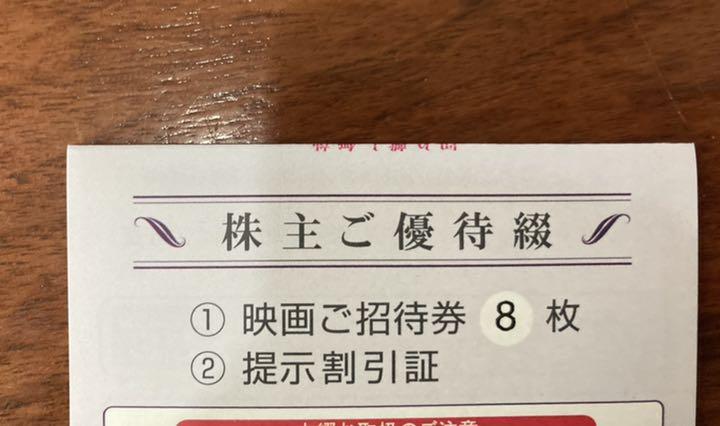 株主ご優待綴
① 映画ご招待券 8 枚
② 提示割引証